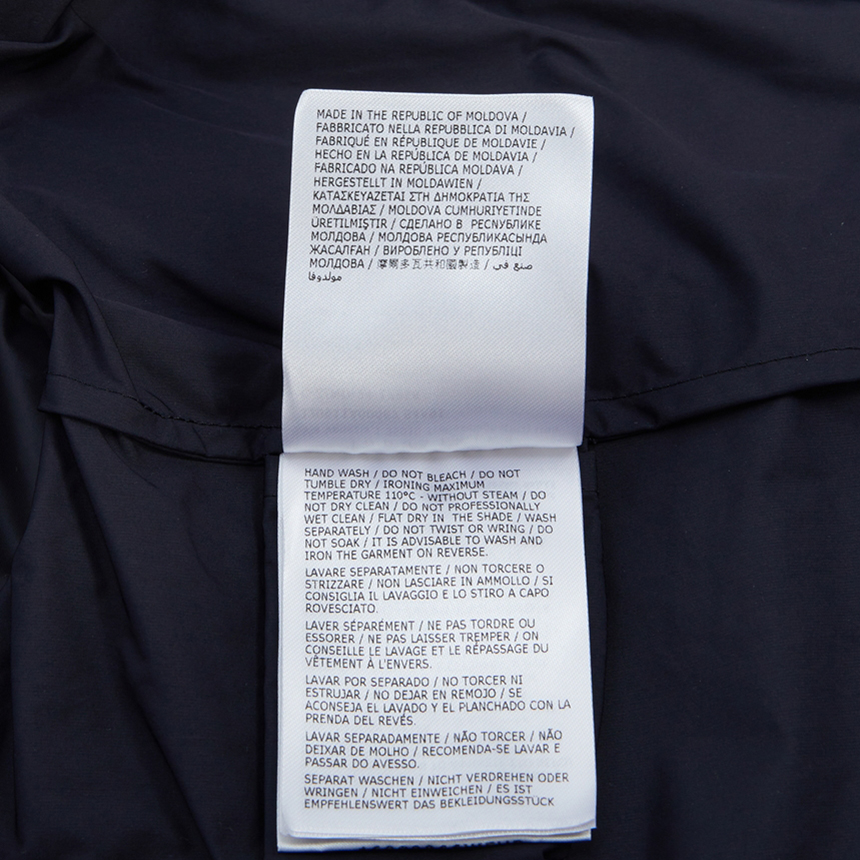 MADE IN THE REPUBLIC OF MOLDOVA /
FABBRICATO NELLA REPUBBLICA DI MOLDAVIA /
FABRIQUÉ EN RÉPUBLIQUE DE MOLDAVIE /
HECHO EN LA REPÚBLICA DE MOLDAVIA /
FABRICADO NA REPÚBLICA MOLDAVA /
HERGESTELLT IN MOLDAWIEN /
ΚΑΤΑΣΚΕΥΑΖΕΤΑΙ ΣΤΗ ΔΗΜΟΚΡΑΤΙΑ ΤΗΣ
ΜΟΛΔΑΒΙΑΣ / MOLDOVA CUMHURIYETINDE
ÜRETILMIŞTIR / СДЕЛАНО В РЕСПУБЛИКЕ
МОЛДОВА / МОЛДОВА РЕСПУБЛИКАСЫНДА
ЖАСАЛҒАН / ВИРОБЛЕНО У РЕПУБЛІЦІ
МОЛДОВА / 摩爾多瓦共和國製造 / صنع في
مولدوفا
HAND WASH / DO NOT BLEACH / DO NOT
TUMBLE DRY / IRONING MAXIMUM
TEMPERATURE 110°C - WITHOUT STEAM / DO
NOT DRY CLEAN / DO NOT PROFESSIONALLY
WET CLEAN / FLAT DRY IN THE SHADE / WASH
SEPARATELY / DO NOT TWIST OR WRING / DO
NOT SOAK / IT IS ADVISABLE TO WASH AND
IRON THE GARMENT ON REVERSE.
LAVARE SEPARATAMENTE / NON TORCERE O
STRIZZARE / NON LASCIARE IN AMMOLLO / SI
CONSIGLIA IL LAVAGGIO E LO STIRO A CAPO
ROVESCIATO.
LAVER SÉPARÉMENT / NE PAS TORDRE OU
ESSORER / NE PAS LAISSER TREMPER / ON
CONSEILLE LE LAVAGE ET LE RÉPASSAGE DU
VÊTEMENT À L'ENVERS.
LAVAR POR SEPARADO / NO TORCER NI
ESTRUJAR / NO DEJAR EN REMOJO / SE
ACONSEJA EL LAVADO Y EL PLANCHADO CON LA
PRENDA DEL REVÉS.
LAVAR SEPARADAMENTE / NÃO TORCER / NÃO
DEIXAR DE MOLHO / RECOMENDA-SE LAVAR E
PASSAR DO AVESSO.
SEPARAT WASCHEN / NICHT VERDREHEN ODER
WRINGEN / NICHT EINWEICHEN / ES IST
EMPFEHLENSWERT DAS BEKLEIDUNGSSTÜCK